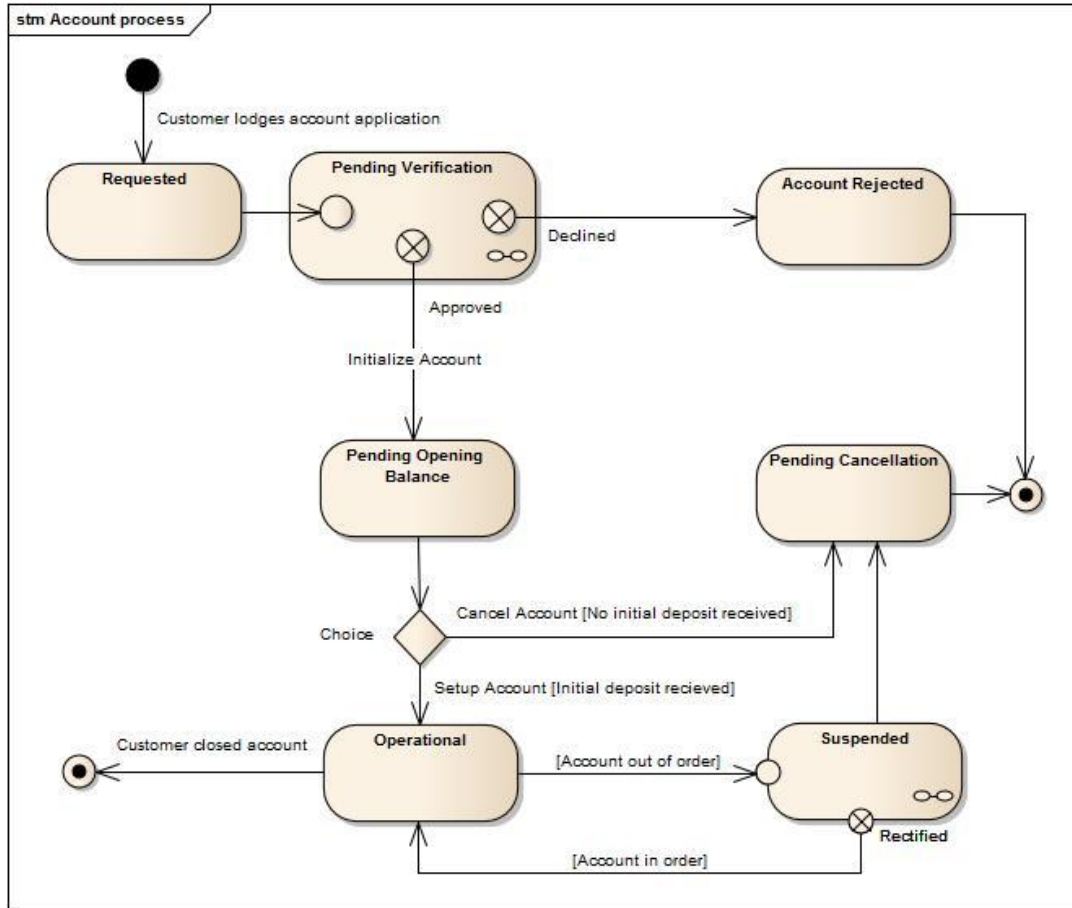 stm Account process
Customer lodges account application
Requested
Pending Verification
Account Rejected
Declined
Approved
Initialize Account
Pending Opening
Balance
Pending Cancellation
Cancel Account [No initial deposit received]
Choice
Setup Account [Initial deposit recieved]
Customer closed account
Operational
Suspended
[Account out of order]
Rectified
[Account in order]